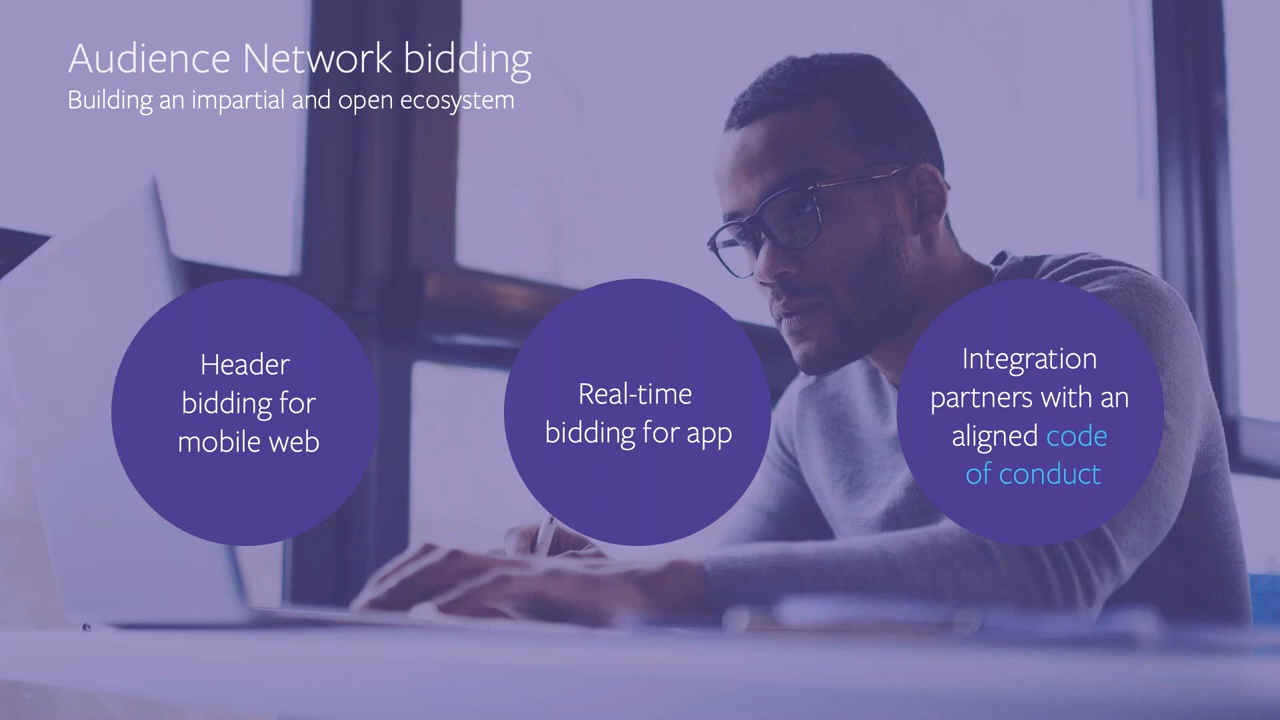 Audience Network bidding
Building an impartial and open ecosystem
Header
bidding for
mobile web
Real-time
bidding for app
Integration
partners with an
aligned code
of conduct